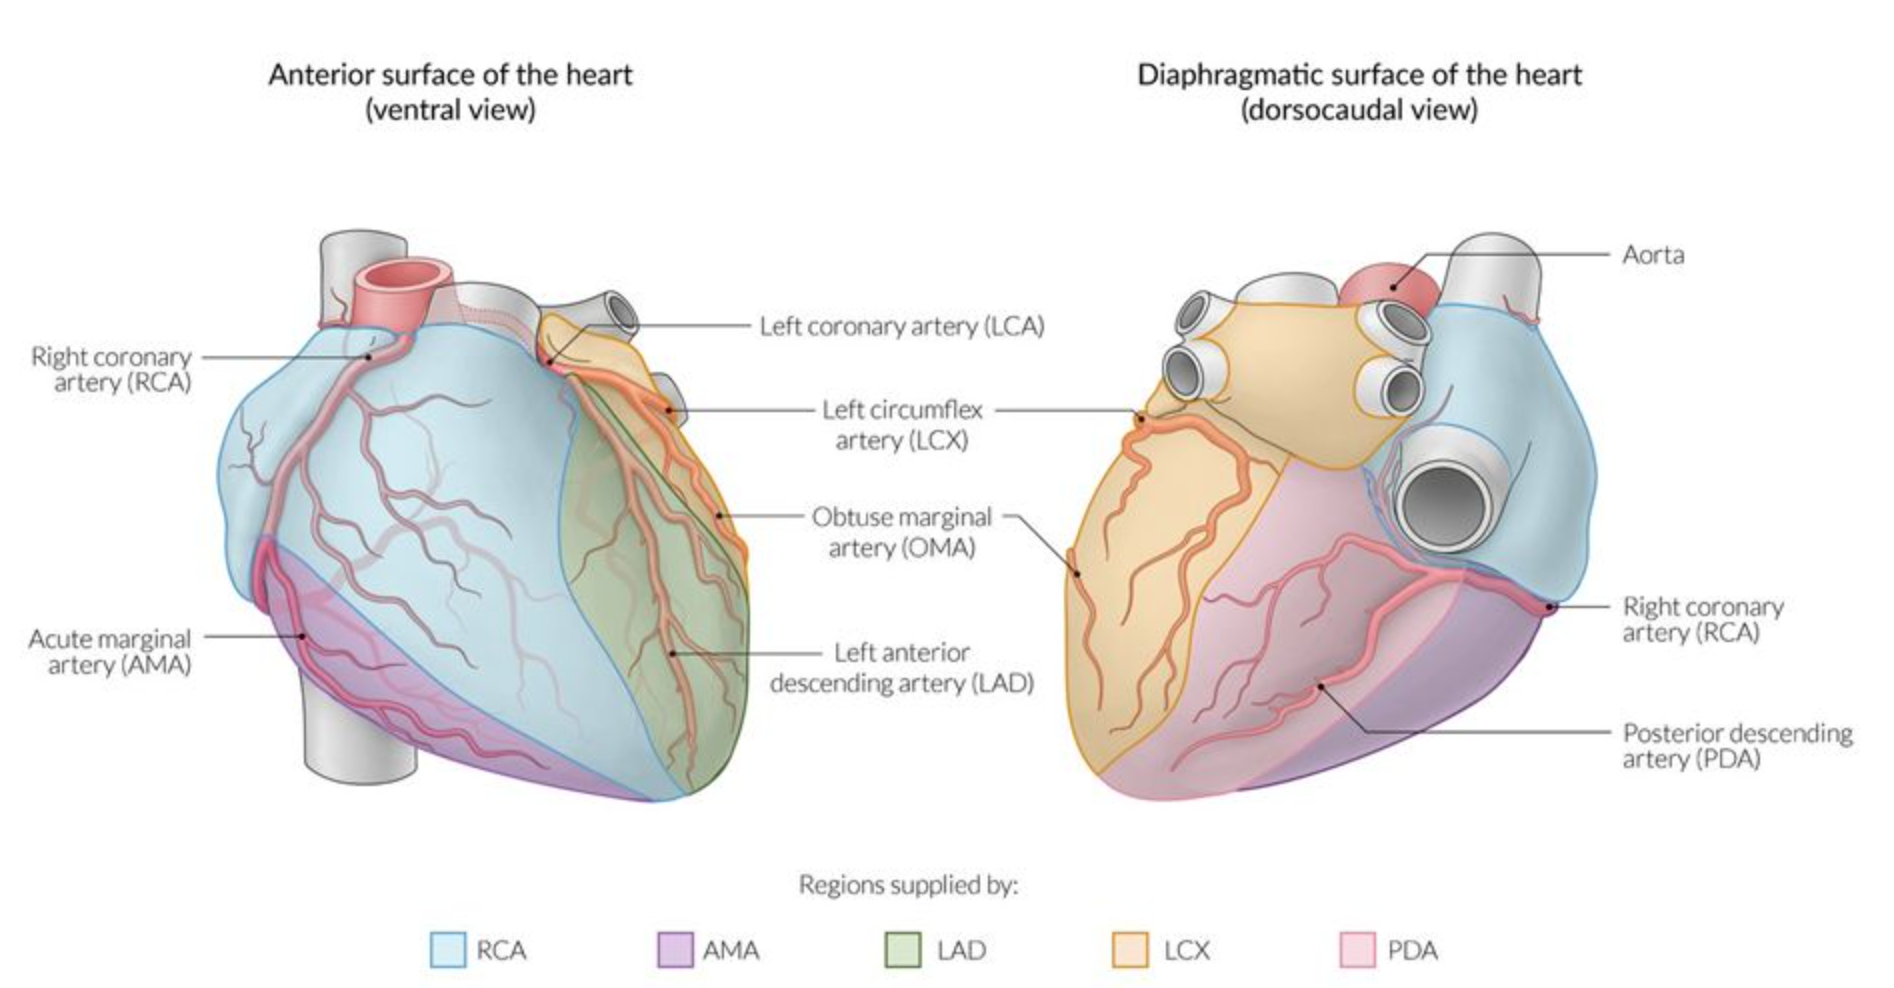 Anterior surface of the heart
(ventral view)
Diaphragmatic surface of the heart
(dorsocaudal view)
Aorta
Left coronary artery (LCA)
Right coronary
artery (RCA)
Left circumflex
artery (LCX)
Obtuse marginal
artery (OMA)
Right coronary
artery (RCA)
Acute marginal
artery (AMA)
Left anterior
descending artery (LAD)
Posterior descending
artery (PDA)
Regions supplied by:
RCA
AMA
LAD
LCX
PDA